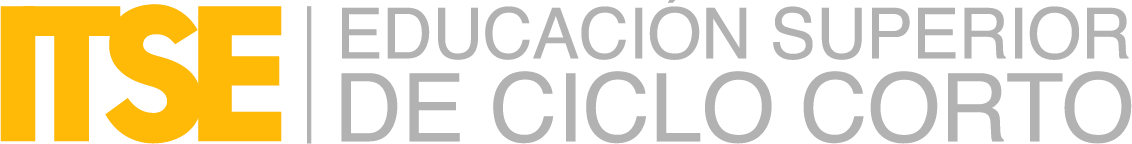 ITSE
EDUCACIÓN SUPERIOR
DE CICLO CORTO